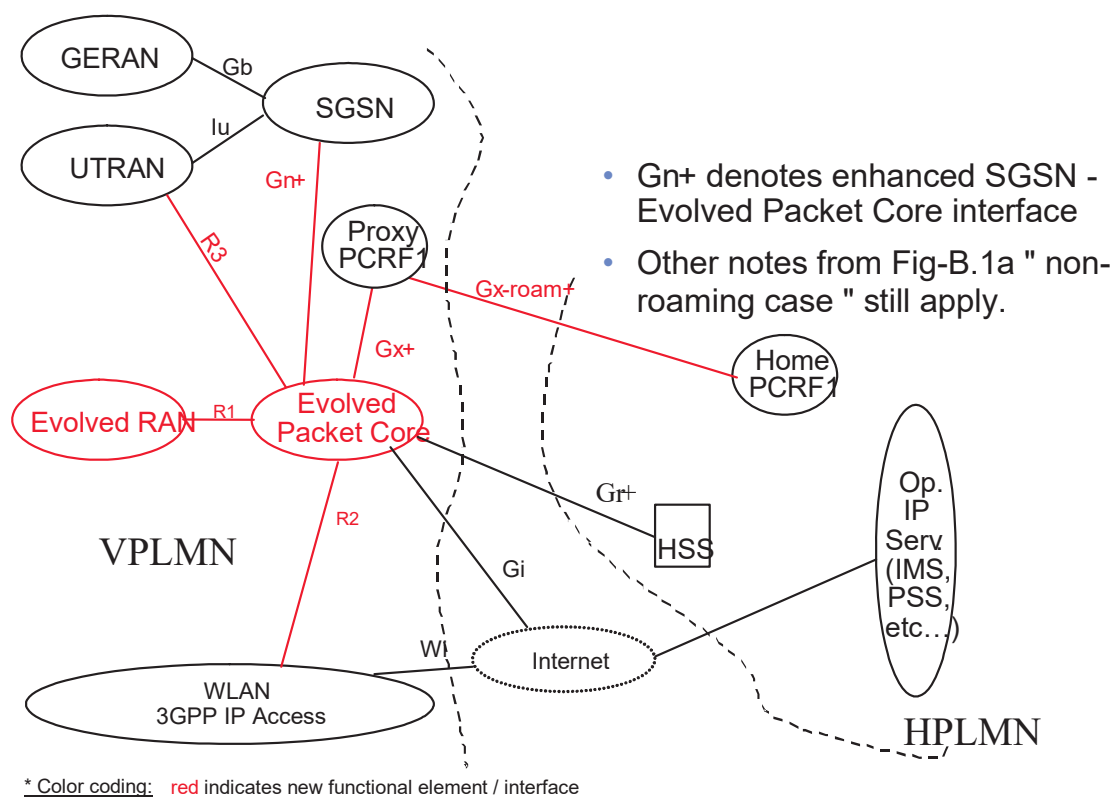 GERAN
Gb
SGSN
Iu
UTRAN
Gn+
R3
Proxy
PCRF1
Gx-roam+
Gx+
• Gn+ denotes enhanced SGSN -
Evolved Packet Core interface
• Other notes from Fig-B.1a " non-
roaming case " still apply.
Home
PCRF1
Evolved RAN
R1
Evolved
Packet Core
Gr+
HSS
R2
VPLMN
Gi
Op.
IP
Serv.
(IMS,
PSS,
etc…)
Wi
Internet
WLAN
3GPP IP Access
HPLMN
* Color coding: red indicates new functional element / interface